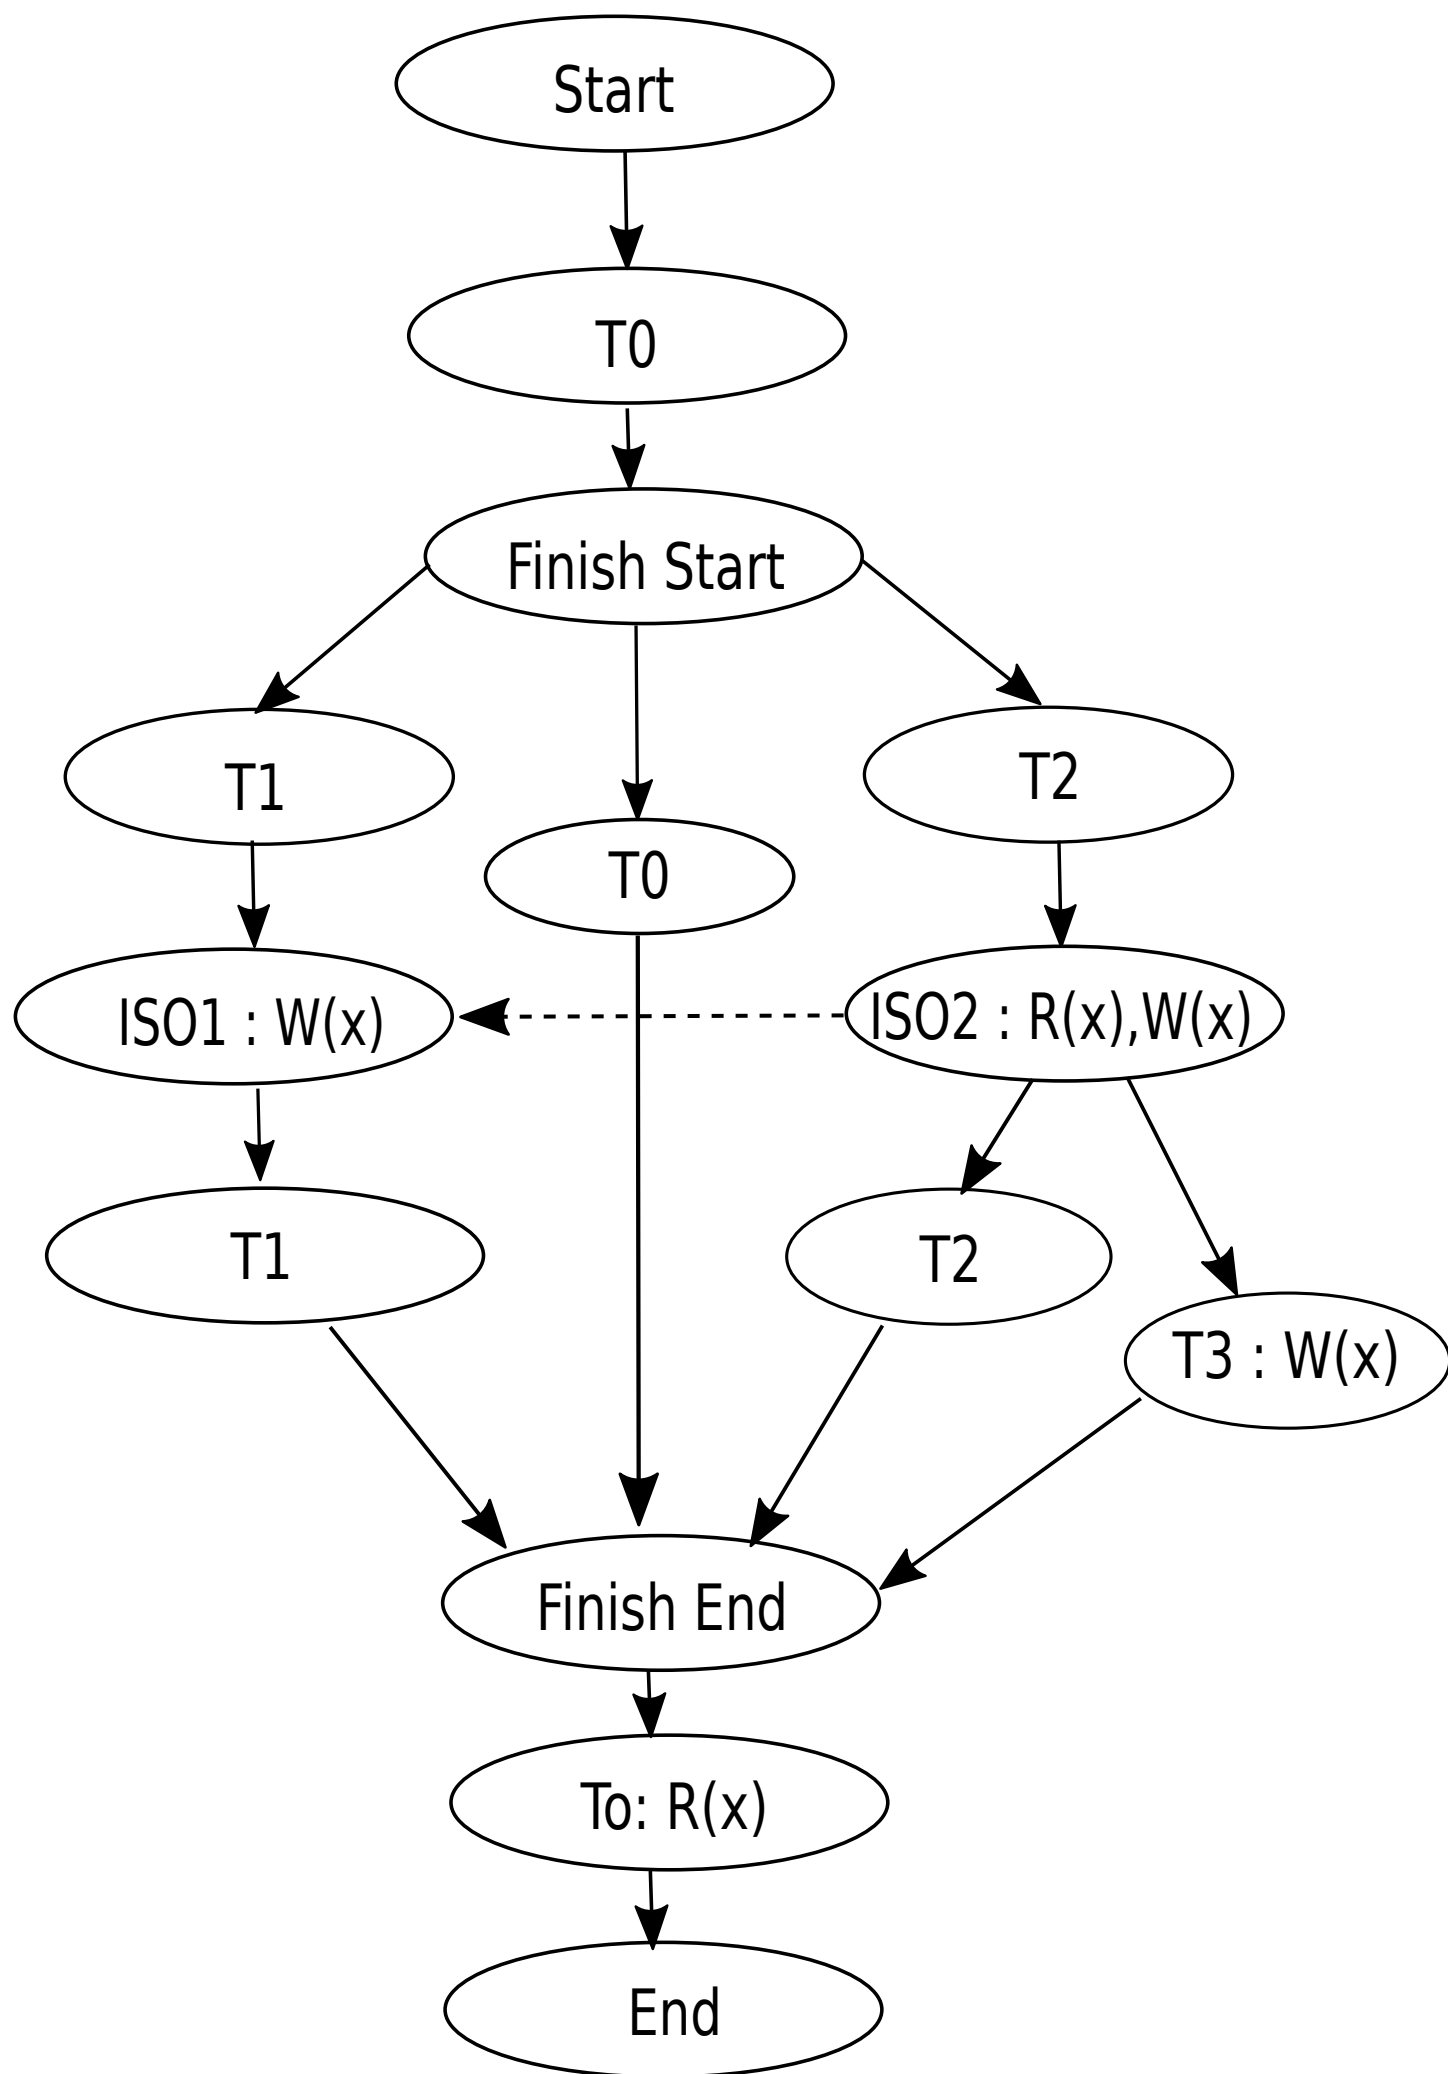 Start
T0
Finish Start
T1
T2
T0
ISO1 : W(x)
ISO2 : R(x),W(x)
T1
T2
T3 : W(x)
Finish End
To: R(x)
End